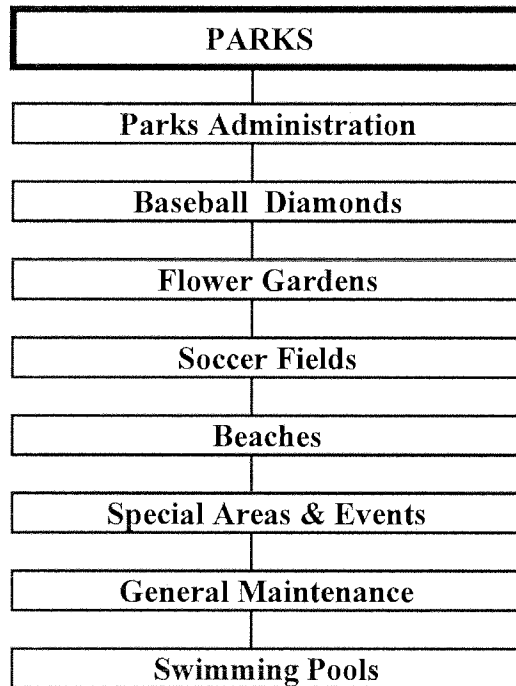 PARKS
Parks Administration
Baseball Diamonds
Flower Gardens
Soccer Fields
Beaches
Special Areas & Events
General Maintenance
Swimming Pools